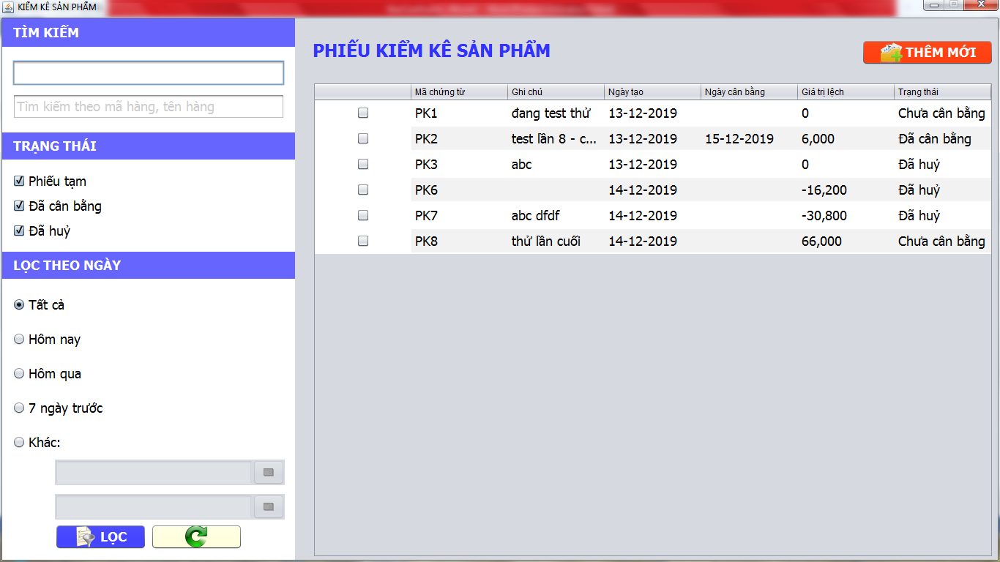 KIỂM KÊ SẢN PHẨM
TÌM KIẾM
Tìm kiếm theo mã hàng, tên hàng
TRẠNG THÁI
Phiếu tạm
Đã cân bằng
Đã huỷ
LỌC THEO NGÀY
Tất cả
Hôm nay
Hôm qua
7 ngày trước
Khác:
LỌC
PHIẾU KIỂM KÊ SẢN PHẨM
THÊM MỚI
Mã chứng từ Ghi chú Ngày tạo Ngày cân bằng Giá trị lệch Trạng thái
PK1 đang test thử 13-12-2019 0 Chưa cân bằng
PK2 test lần 8 - c... 13-12-2019 15-12-2019 6,000 Đã cân bằng
PK3 abc 13-12-2019 0 Đã huỷ
PK6 14-12-2019 -16,200 Đã huỷ
PK7 abc dfdf 14-12-2019 -30,800 Đã huỷ
PK8 thử lần cuối 14-12-2019 66,000 Chưa cân bằng